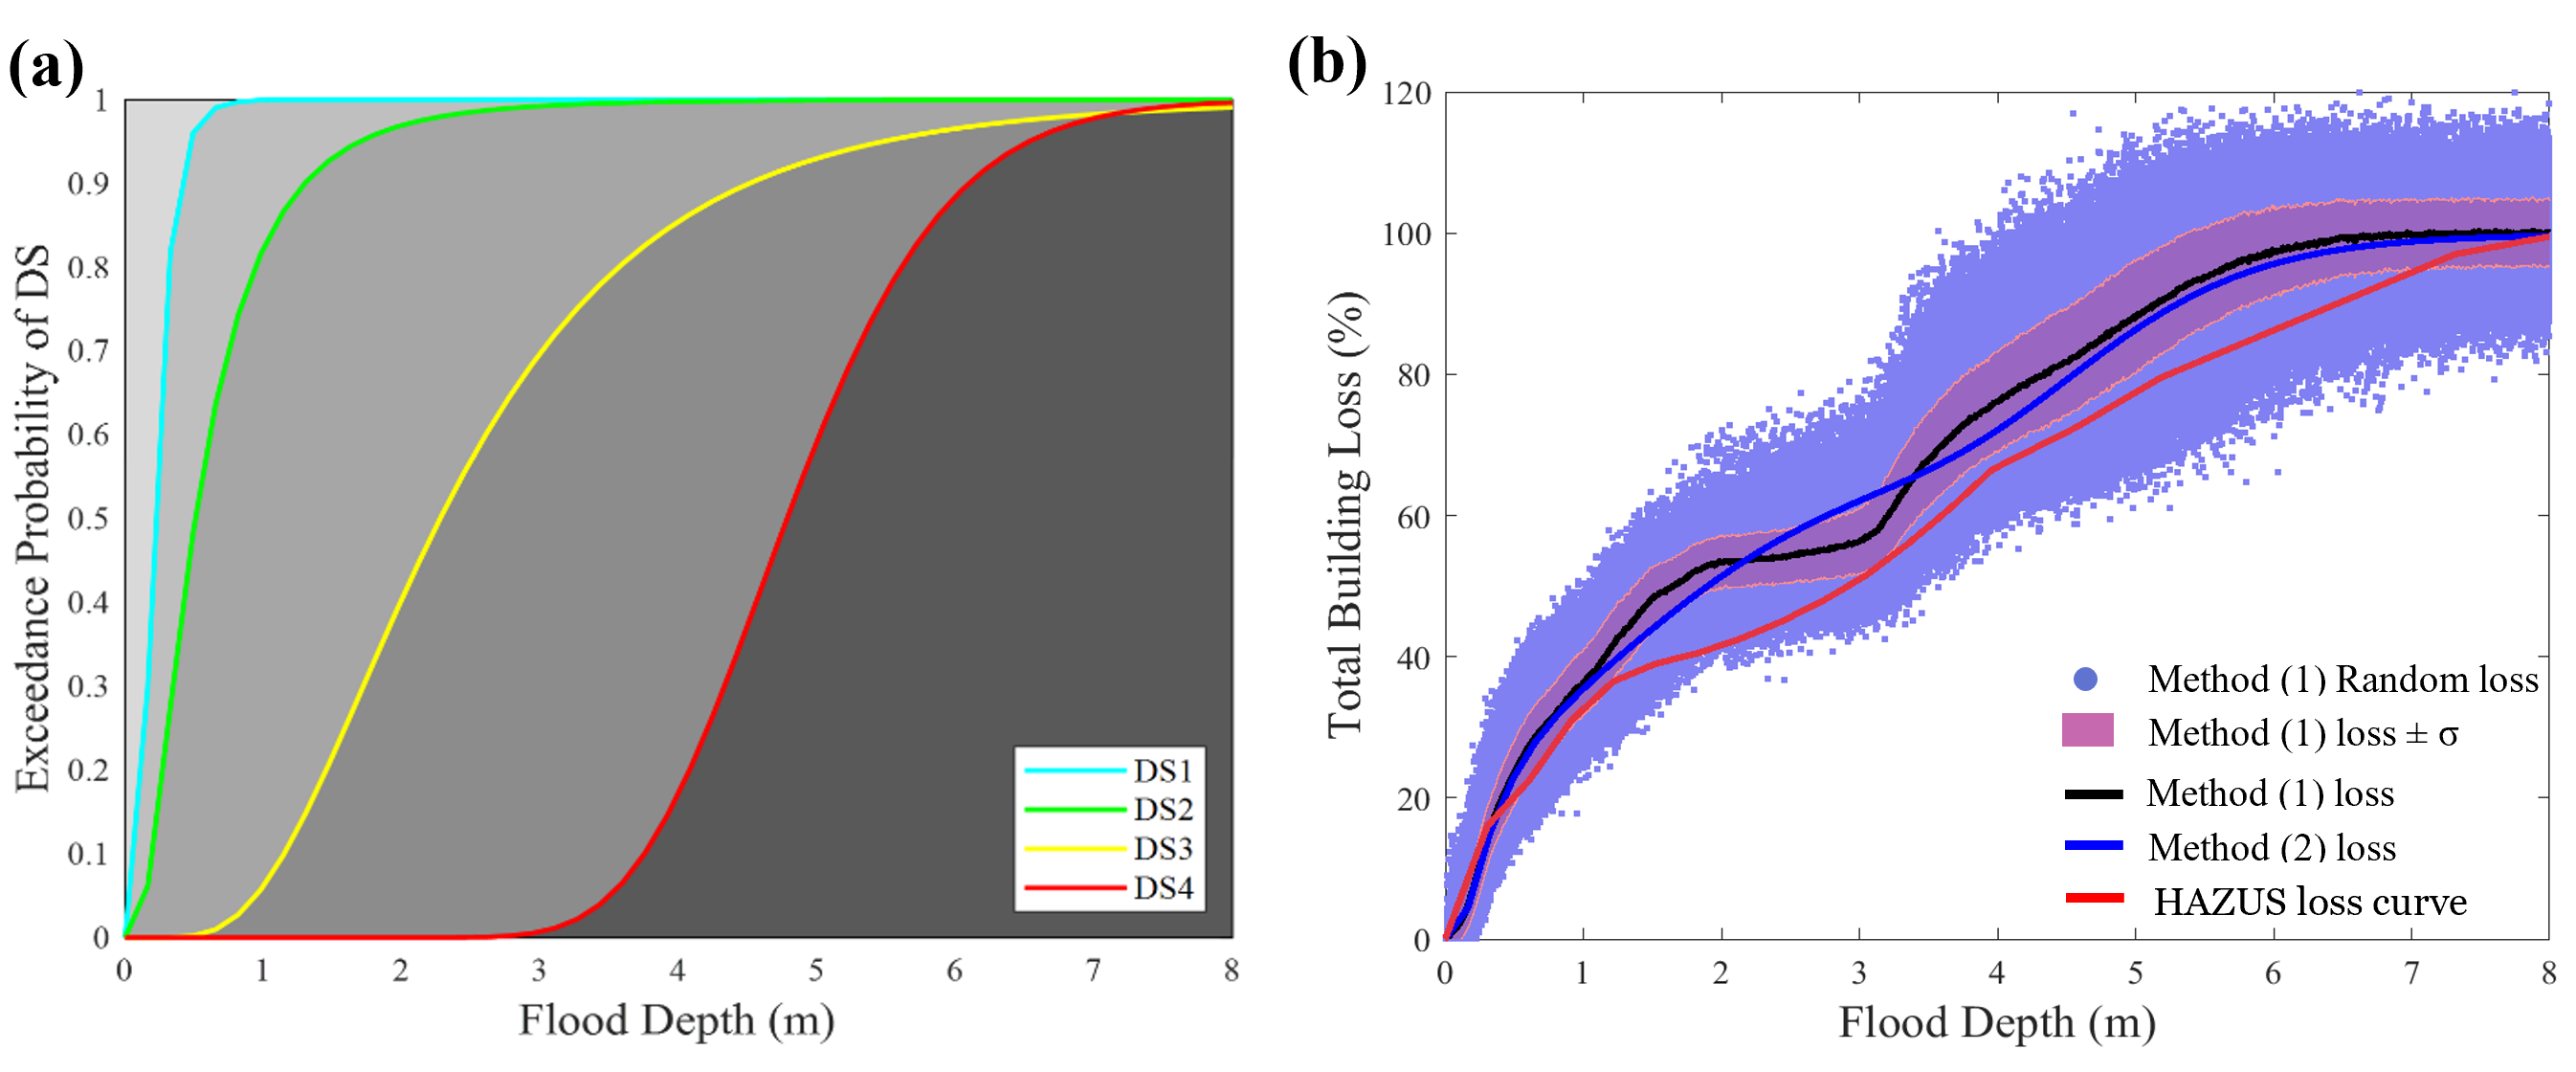 (a)
Exceedance Probability of DS
1
0.9
0.8
0.7
0.6
0.5
0.4
0.3
0.2
0.1
0
0 1 2 3 4 5 6 7 8
Flood Depth (m)
DS1
DS2
DS3
DS4
(b)
Total Building Loss (%)
120
100
80
60
40
20
0
0 1 2 3 4 5 6 7 8
Flood Depth (m)
Method (1) Random loss
Method (1) loss ± σ
Method (1) loss
Method (2) loss
HAZUS loss curve